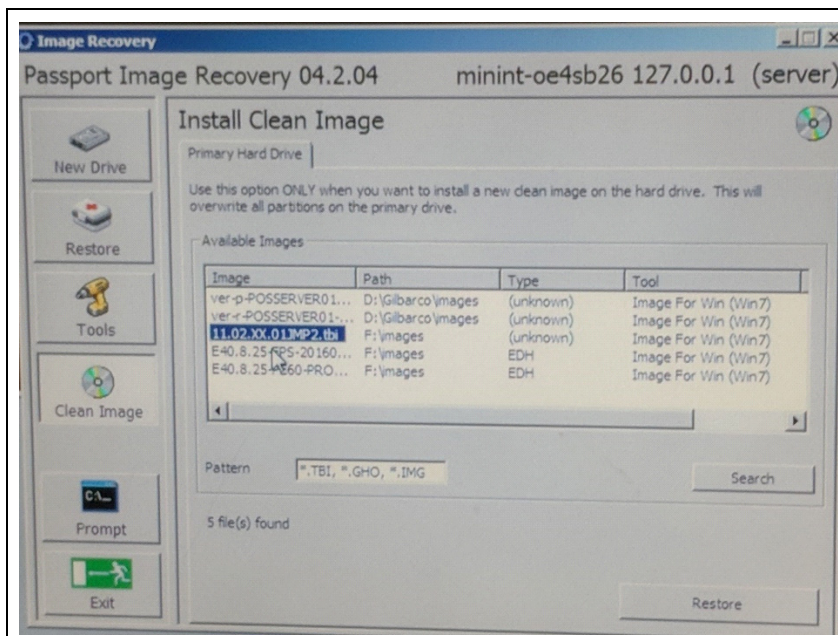 Image Recovery
Passport Image Recovery 04.2.04 minint-oe4sb26 127.0.0.1 (server)
New Drive
Restore
Tools
Clean Image
C:\_
Prompt
Exit
Install Clean Image
Primary Hard Drive
Use this option ONLY when you want to install a new clean image on the hard drive. This will
overwrite all partitions on the primary drive.
Available Images
Image Path Type Tool
ver-p-POSSERVER01... D:\Gilbarco\images (unknown) Image For Win (Win7)
ver-r-POSSERVER01-... D:\Gilbarco\images (unknown) Image For Win (Win7)
11.02.XX.01JMP2.tbi F:\images (unknown) Image For Win (Win7)
E40.8.25- F:\images EDH Image For Win (Win7)
E40.8.25- F:\images EDH Image For Win (Win7)
Pattern *.TBI, *.GHO, *.IMG
Search
5 file(s) found
Restore